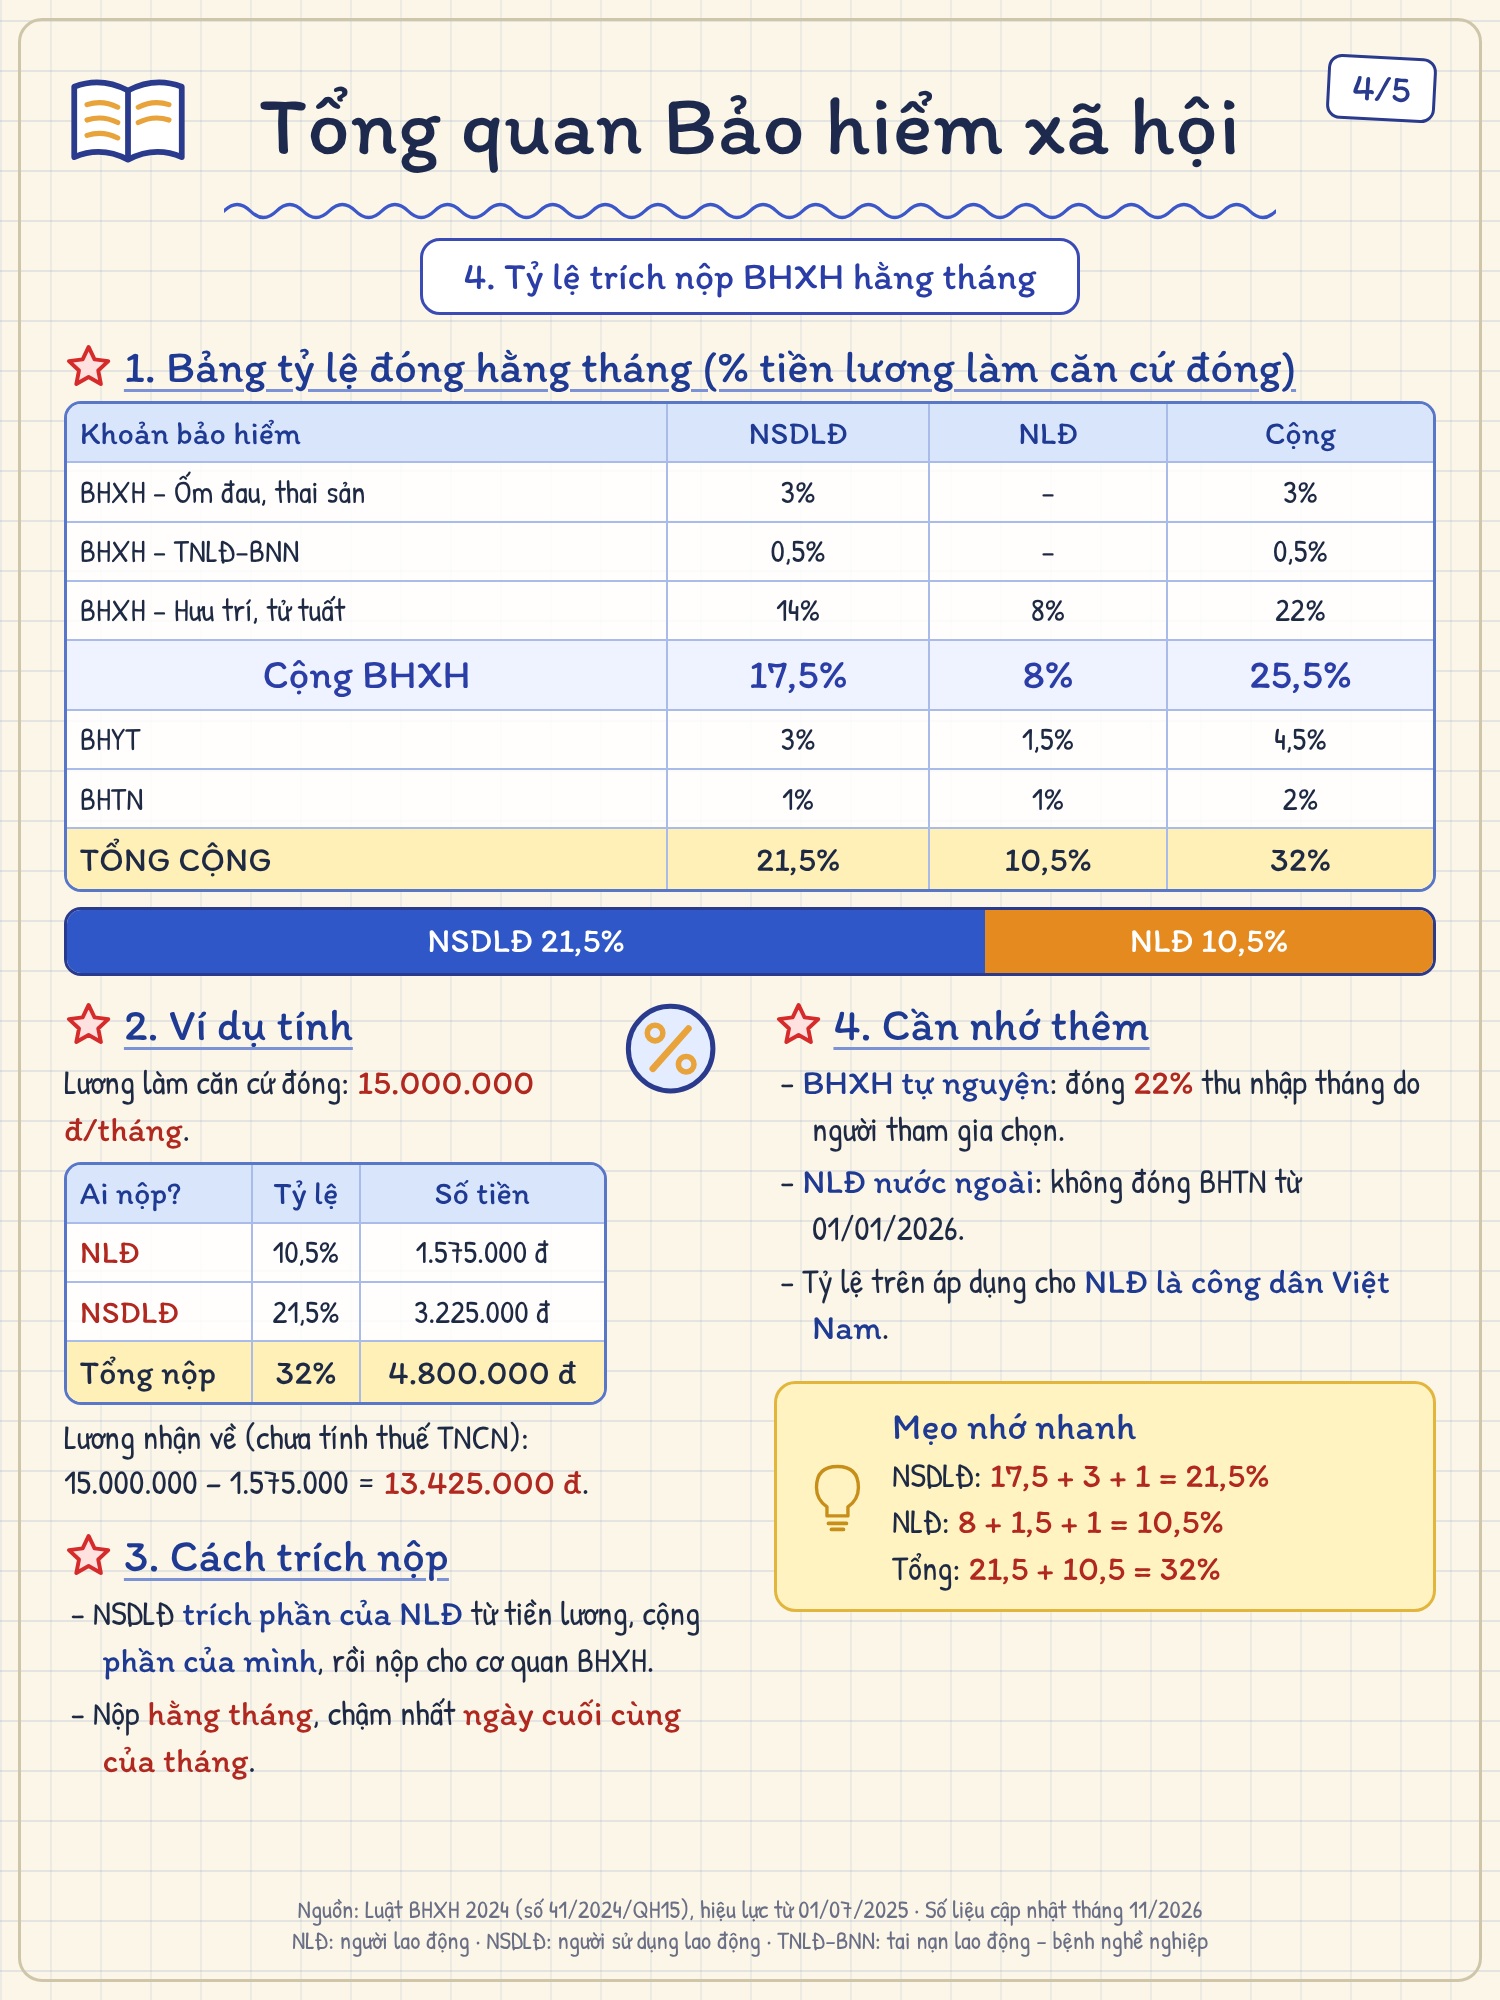 Tổng quan Bảo hiểm xã hội
4/5
4. Tỷ lệ trích nộp BHXH hằng tháng
1. Bảng tỷ lệ đóng hằng tháng (% tiền lương làm căn cứ đóng)
Khoản bảo hiểm NSDLĐ NLĐ Cộng
BHXH – Ốm đau, thai sản 3% – 3%
BHXH – TNLĐ-BNN 0,5% – 0,5%
BHXH – Hưu trí, tử tuất 14% 8% 22%
Cộng BHXH 17,5% 8% 25,5%
BHYT 3% 1,5% 4,5%
BHTN 1% 1% 2%
TỔNG CỘNG 21,5% 10,5% 32%
NSDLĐ 21,5% NLĐ 10,5%
2. Ví dụ tính
%
Lương làm căn cứ đóng: 15.000.000
đ/tháng.
Ai nộp? Tỷ lệ Số tiền
NLĐ 10,5% 1.575.000 đ
NSDLĐ 21,5% 3.225.000 đ
Tổng nộp 32% 4.800.000 đ
Lương nhận về (chưa tính thuế TNCN):
15.000.000 – 1.575.000 = 13.425.000 đ.
3. Cách trích nộp
– NSDLĐ trích phần của NLĐ từ tiền lương, cộng
phần của mình, rồi nộp cho cơ quan BHXH.
– Nộp hằng tháng, chậm nhất ngày cuối cùng
của tháng.
4. Cần nhớ thêm
– BHXH tự nguyện: đóng 22% thu nhập tháng do
người tham gia chọn.
– NLĐ nước ngoài: không đóng BHTN từ
01/01/2026.
– Tỷ lệ trên áp dụng cho NLĐ là công dân Việt
Nam.
Mẹo nhớ nhanh
NSDLĐ: 17,5 + 3 + 1 = 21,5%
NLĐ: 8 + 1,5 + 1 = 10,5%
Tổng: 21,5 + 10,5 = 32%
Nguồn: Luật BHXH 2024 (số 41/2024/QH15), hiệu lực từ 01/07/2025 · Số liệu cập nhật tháng 11/2026
NLĐ: người lao động · NSDLĐ: người sử dụng lao động · TNLĐ-BNN: tai nạn lao động – bệnh nghề nghiệp